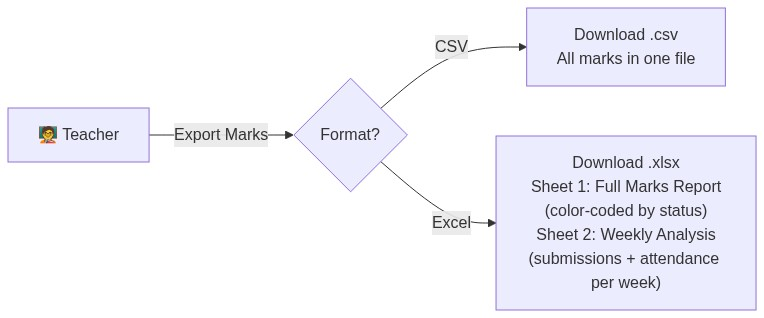 🧑‍🏫 Teacher
Export Marks
Format?
CSV
Download .csv
All marks in one file
Excel
Download .xlsx
Sheet 1: Full Marks Report
(color-coded by status)
Sheet 2: Weekly Analysis
(submissions + attendance
per week)